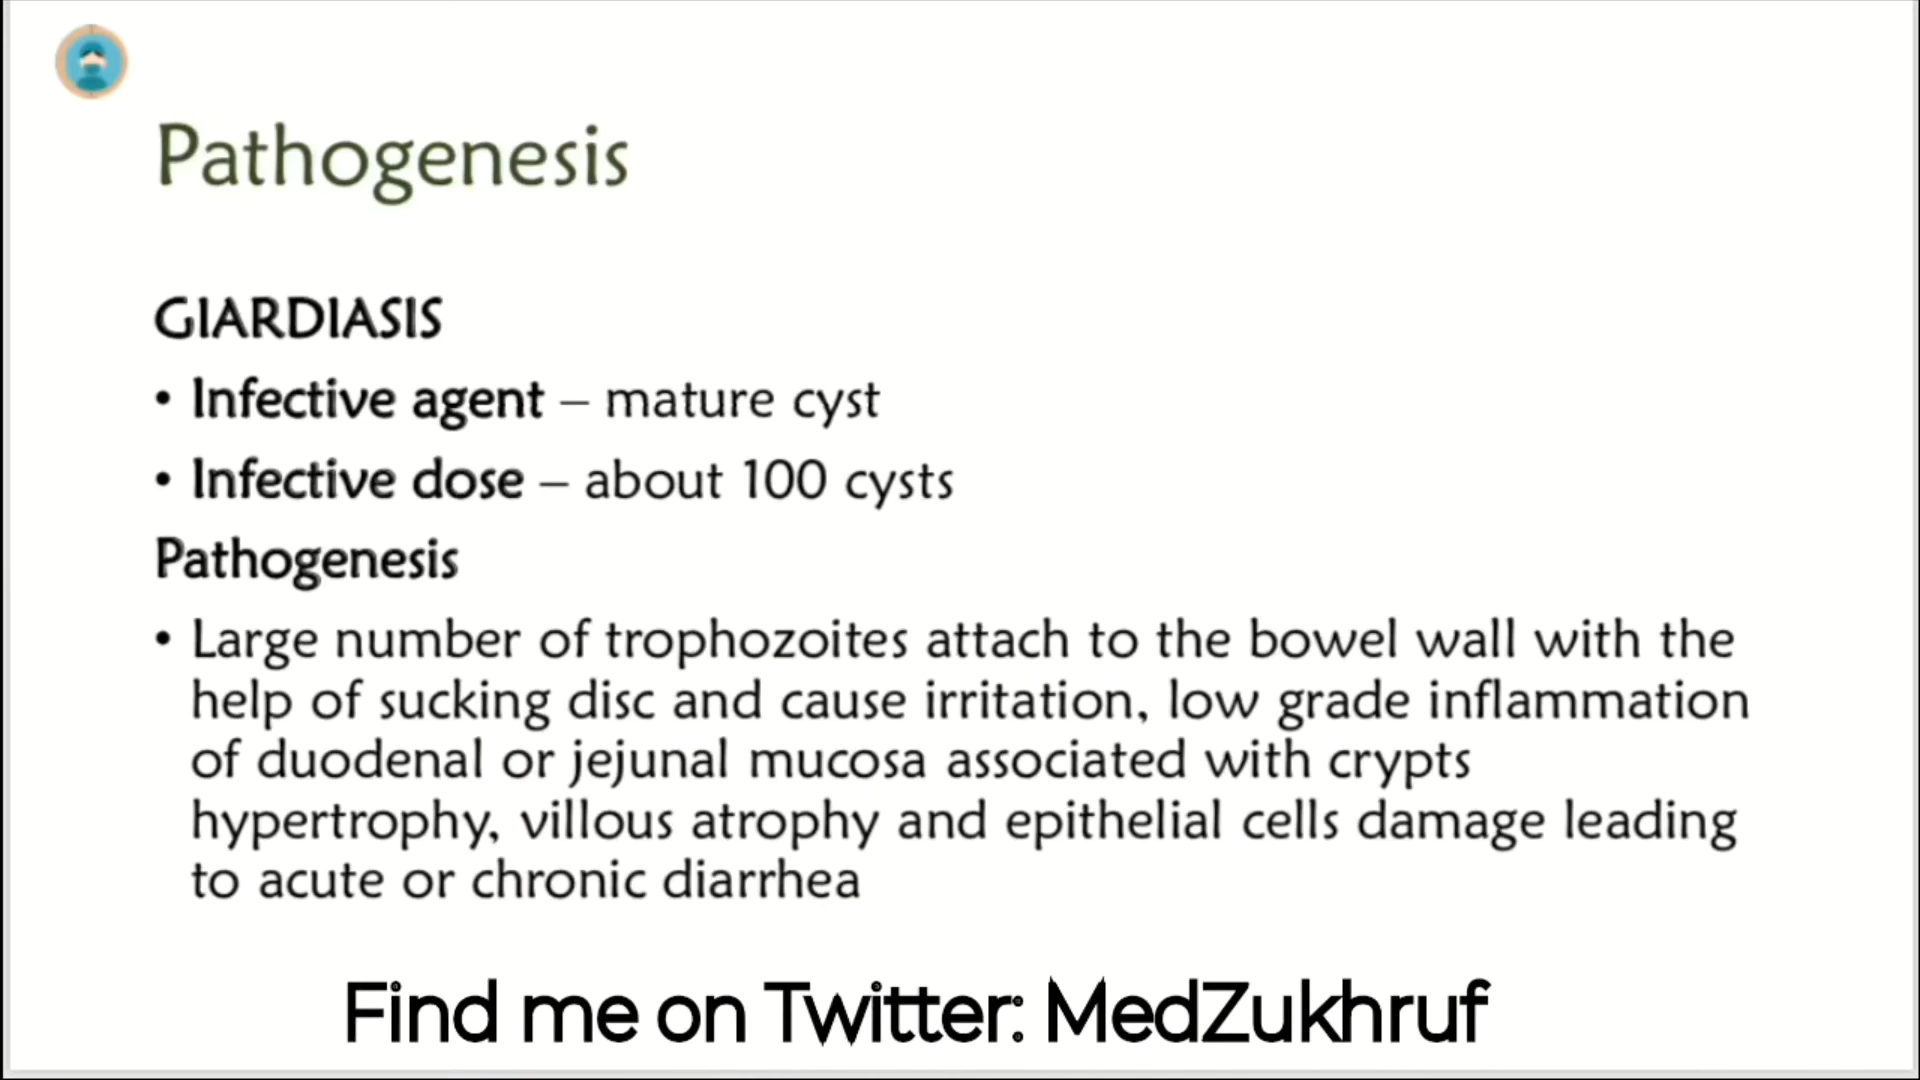 Pathogenesis
GIARDIASIS
• Infective agent – mature cyst
• Infective dose – about 100 cysts
Pathogenesis
• Large number of trophozoites attach to the bowel wall with the
help of sucking disc and cause irritation, low grade inflammation
of duodenal or jejunal mucosa associated with crypts
hypertrophy, villous atrophy and epithelial cells damage leading
to acute or chronic diarrhea
Find me on Twitter: MedZukhruf